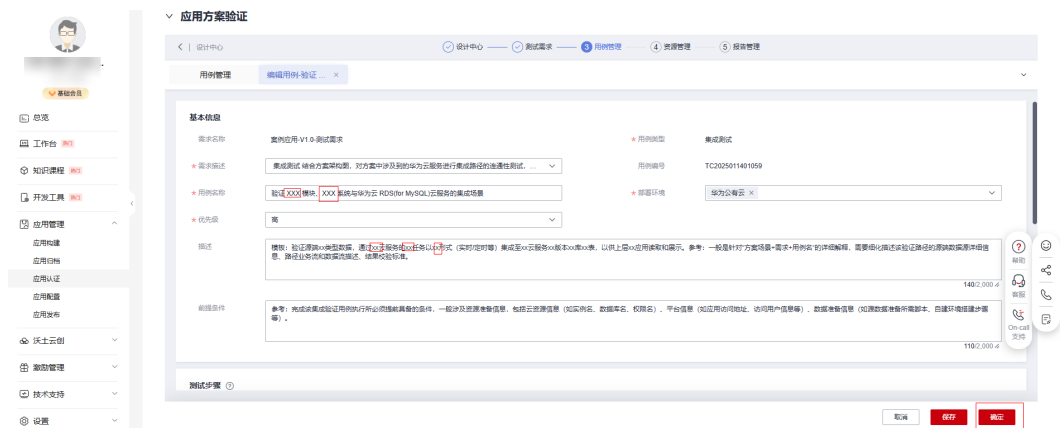 应用方案验证
设计中心
设计中心
测试需求
3 用例管理
4 资源管理
5 报告管理
用例管理
编辑用例-验证 ... ×
基础会员
总览
工作台 热门
知识课程 热门
开发工具 热门
应用管理
应用构建
应用归档
应用认证
应用配置
应用发布
沃土云创
激励管理
技术支持
设置
基本信息
需求名称 案例应用-V1.0-测试需求
* 用例类型 集成测试
* 需求描述 集成测试 结合方案架构图，对方案中涉及到的华为云服务进行集成路径的连通性测试，...
用例编号 TC2025011401059
* 用例名称 验证 XXX 模块、XXX 系统与华为云 RDS(for MySQL)云服务的集成场景
* 部署环境 华为公有云 ×
* 优先级 高
描述
模板：验证源端xx类型数据，通过xx云服务的xx任务以xx形式（实时/定时等）集成至xx云服务xx版本xx库xx表，以供上层xx应用读取和展示。参考：一般是针对“方案场景+需求+用例名”的详细解释，需要细化描述该验证路径的源端数据源详细信
息、路径业务流和数据流描述、结果校验标准。
140/2,000
前提条件
参考：完成该集成验证用例执行所必须提前具备的条件，一般涉及资源准备信息，包括云资源信息（如实例名、数据库名、权限名）、平台信息（如应用访问地址、访问用户信息等）、数据准备信息（如源数据准备所需脚本、自建环境搭建步骤
等）。
110/2,000
测试步骤
取消
保存
确定
帮助
客服
On-call
支持